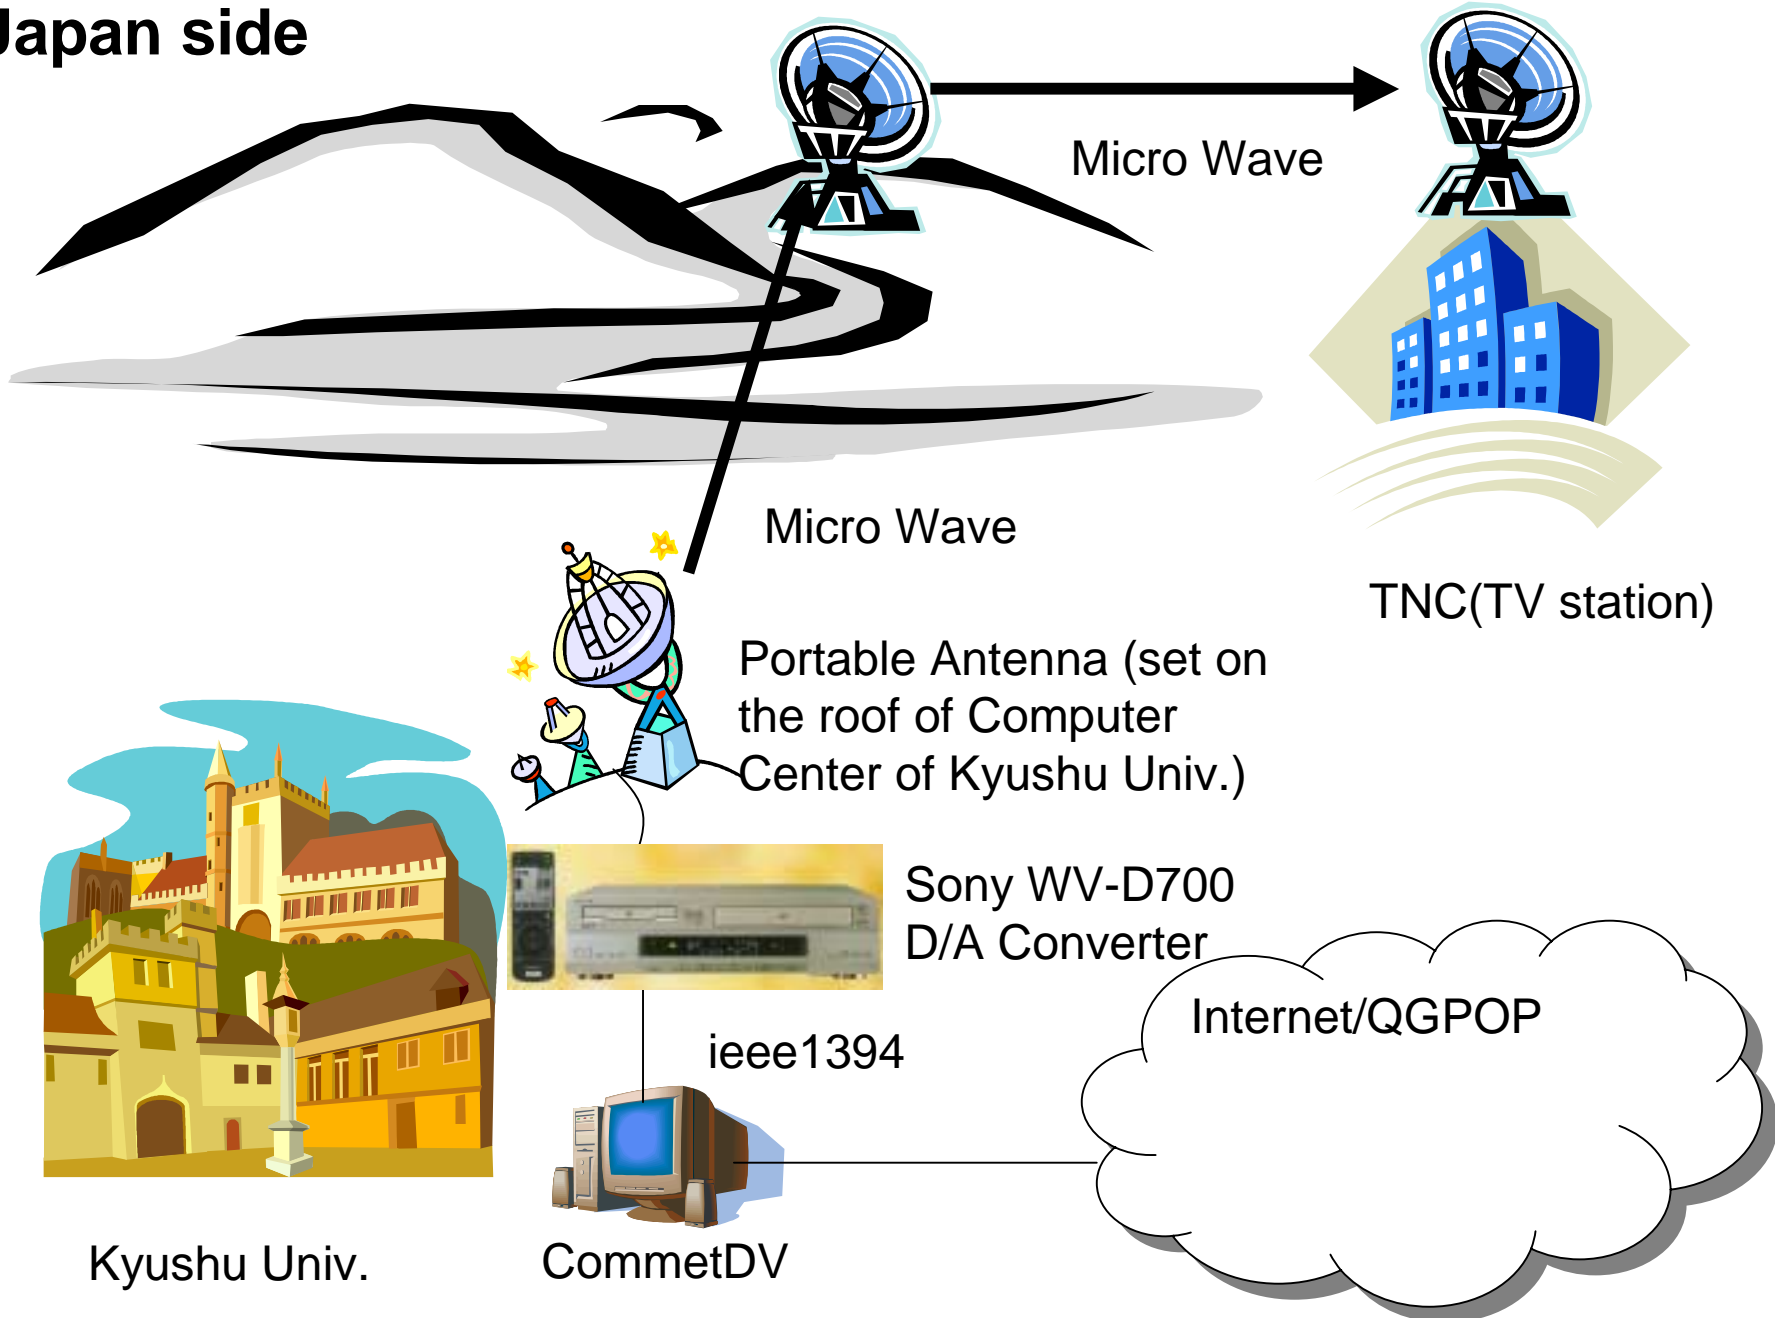 Japan side
Micro Wave
Micro Wave
TNC(TV station)
Portable Antenna (set on
the roof of Computer
Center of Kyushu Univ.)
Sony WV-D700
D/A Converter
Internet/QGPOP
ieee1394
Kyushu Univ.
CommetDV